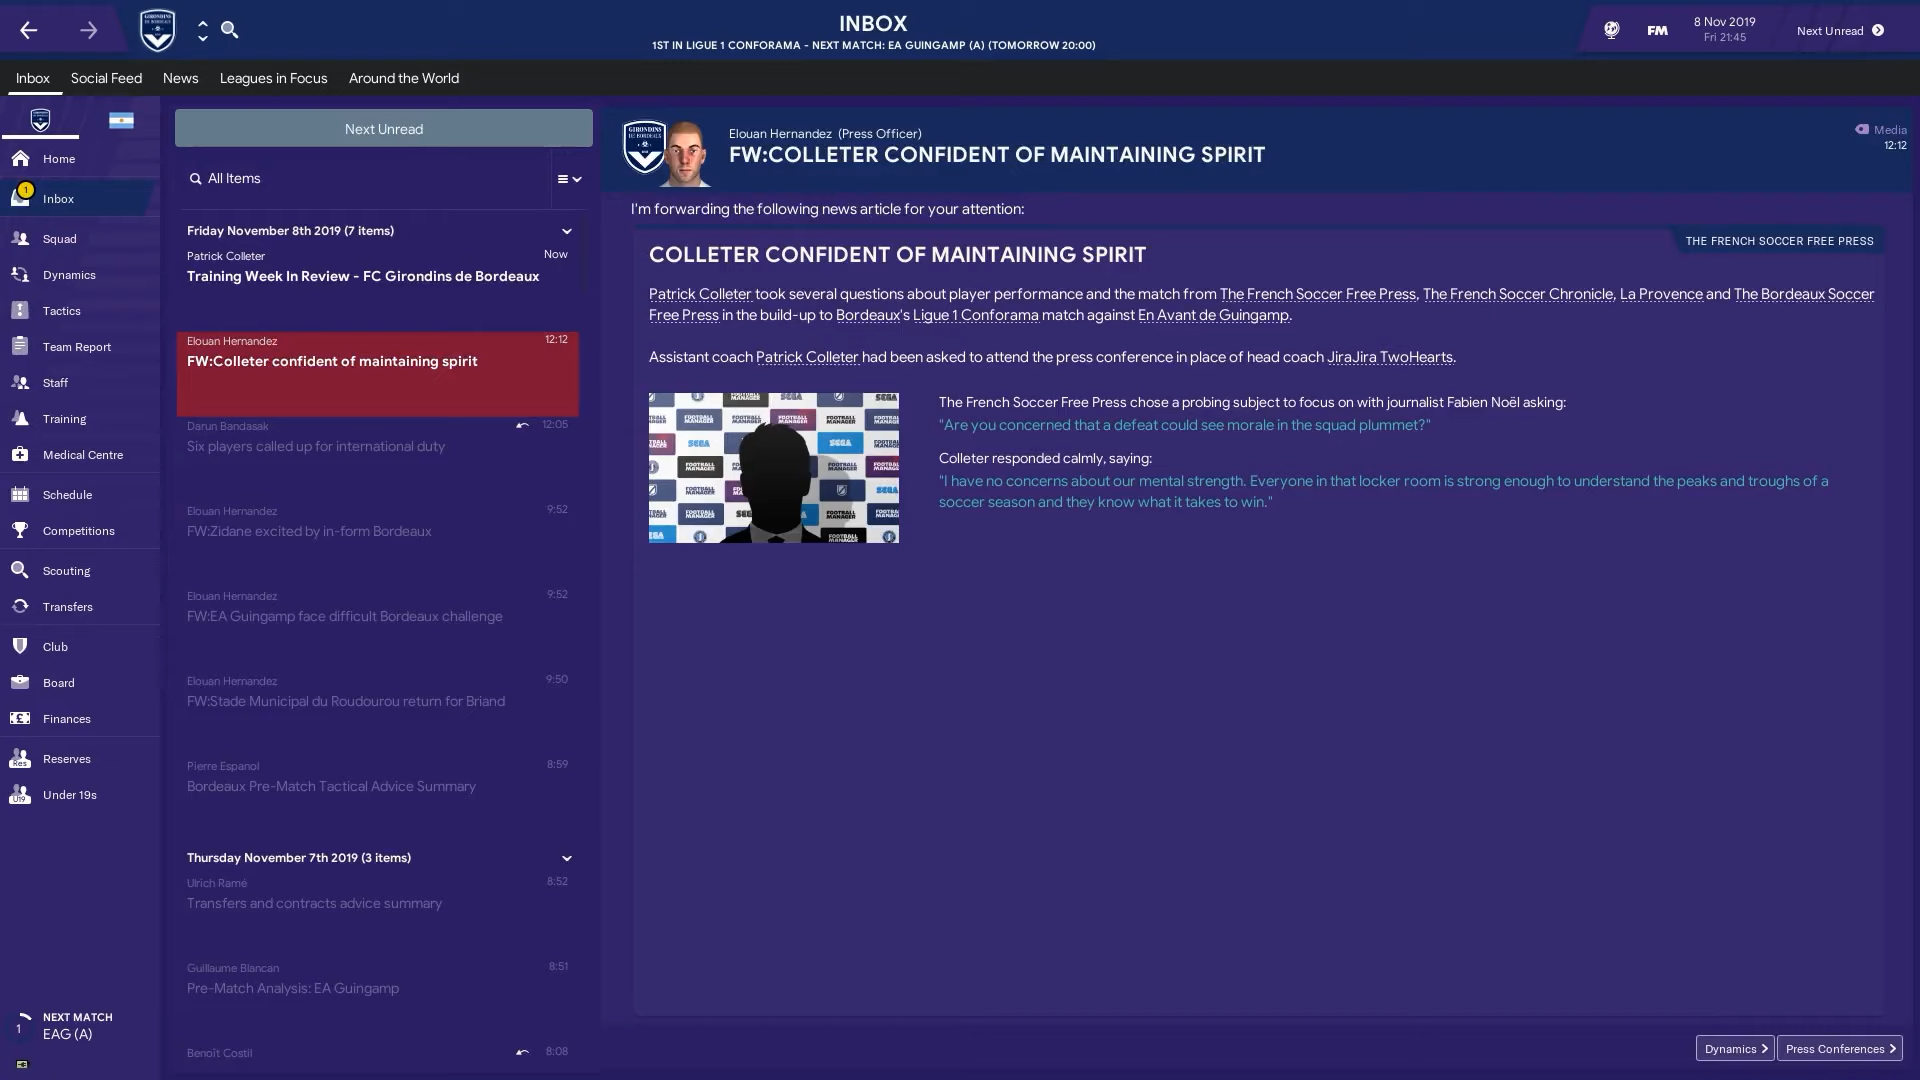 INBOX
1ST IN LIGUE 1 CONFORAMA - NEXT MATCH: EA GUINGAMP (A) (TOMORROW 20:00)
FM
8 Nov 2019
Fri 21:45
Next Unread
Inbox
Social Feed
News
Leagues in Focus
Around the World
Home
1
Inbox
Squad
Dynamics
Tactics
Team Report
Staff
Training
Medical Centre
Schedule
Competitions
Scouting
Transfers
Club
Board
Finances
Res
Reserves
U19
Under 19s
1
NEXT MATCH
EAG (A)
Next Unread
All Items
Friday November 8th 2019 (7 items)
Patrick Colleter Now
Training Week In Review - FC Girondins de Bordeaux
Elouan Hernandez 12:12
FW:Colleter confident of maintaining spirit
Darun Bandasak 12:05
Six players called up for international duty
Elouan Hernandez 9:52
FW:Zidane excited by in-form Bordeaux
Elouan Hernandez 9:52
FW:EA Guingamp face difficult Bordeaux challenge
Elouan Hernandez 9:50
FW:Stade Municipal du Roudourou return for Briand
Pierre Espanol 8:59
Bordeaux Pre-Match Tactical Advice Summary
Thursday November 7th 2019 (3 items)
Ulrich Ramé 8:52
Transfers and contracts advice summary
Guillaume Blancan 8:51
Pre-Match Analysis: EA Guingamp
Benoît Costil 8:08
GIRONDINS
DE BORDEAUX
Elouan Hernandez (Press Officer)
FW:COLLETER CONFIDENT OF MAINTAINING SPIRIT
Media
12:12
I'm forwarding the following news article for your attention:
THE FRENCH SOCCER FREE PRESS
COLLETER CONFIDENT OF MAINTAINING SPIRIT
Patrick Colleter took several questions about player performance and the match from The French Soccer Free Press, The French Soccer Chronicle, La Provence and The Bordeaux Soccer
Free Press in the build-up to Bordeaux's Ligue 1 Conforama match against En Avant de Guingamp.
Assistant coach Patrick Colleter had been asked to attend the press conference in place of head coach JiraJira TwoHearts.
FOOTBALL MANAGER
SEGA
The French Soccer Free Press chose a probing subject to focus on with journalist Fabien Noël asking:
"Are you concerned that a defeat could see morale in the squad plummet?"
Colleter responded calmly, saying:
"I have no concerns about our mental strength. Everyone in that locker room is strong enough to understand the peaks and troughs of a
soccer season and they know what it takes to win."
Dynamics
Press Conferences